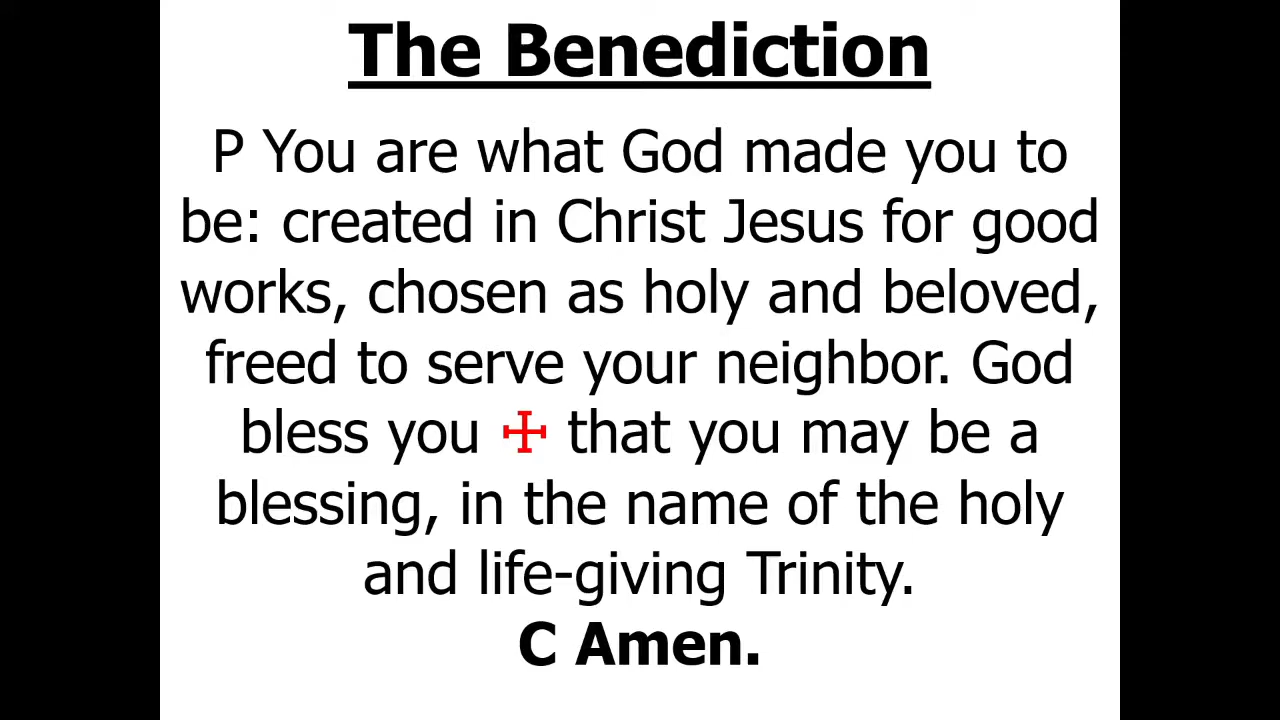 The Benediction
P You are what God made you to
be: created in Christ Jesus for good
works, chosen as holy and beloved,
freed to serve your neighbor. God
bless you ☩ that you may be a
blessing, in the name of the holy
and life-giving Trinity.
C Amen.